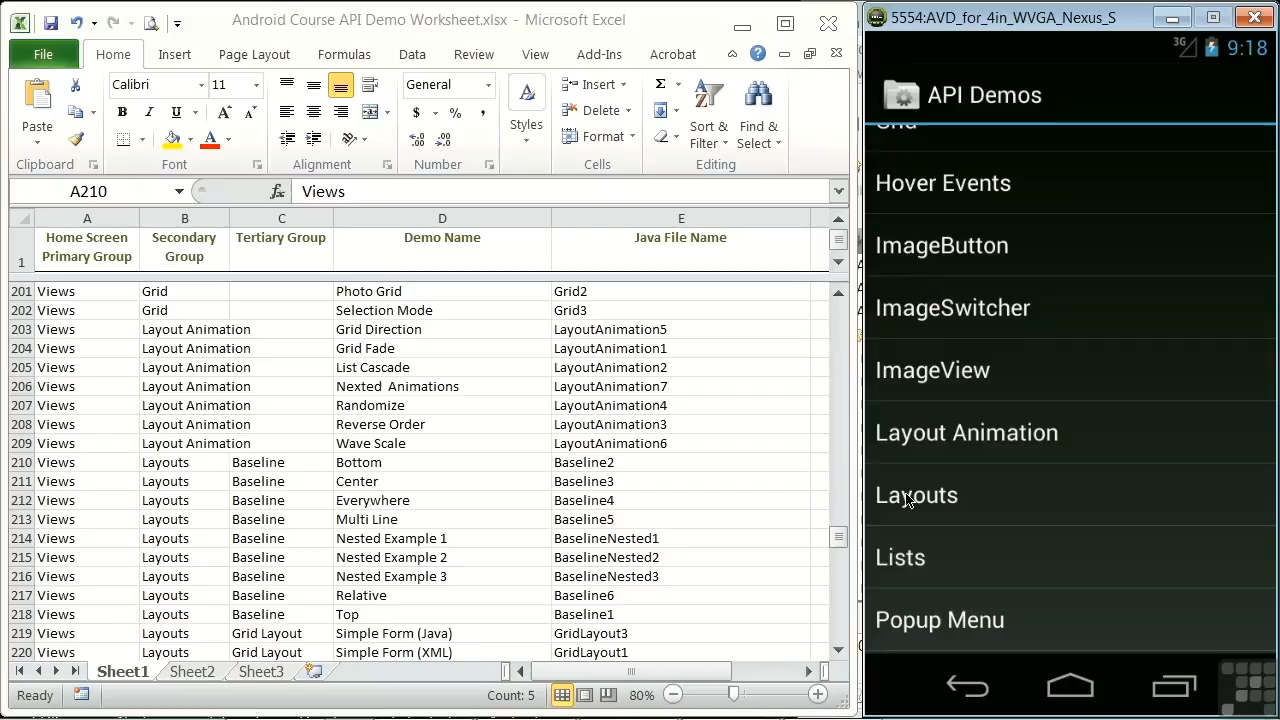 Android Course API Demo Worksheet.xlsx - Microsoft Excel
File Home Insert Page Layout Formulas Data Review View Add-Ins Acrobat
Calibri 11 General Insert
Paste B I U A A $ % , Styles Delete Sort & Filter Find & Select
Format
Clipboard Font Alignment Number Cells Editing
A210 fx Views
A B C D E
1 Home Screen Primary Group Secondary Group Tertiary Group Demo Name Java File Name
201 Views Grid Photo Grid Grid2
202 Views Grid Selection Mode Grid3
203 Views Layout Animation Grid Direction LayoutAnimation5
204 Views Layout Animation Grid Fade LayoutAnimation1
205 Views Layout Animation List Cascade LayoutAnimation2
206 Views Layout Animation Nexted Animations LayoutAnimation7
207 Views Layout Animation Randomize LayoutAnimation4
208 Views Layout Animation Reverse Order LayoutAnimation3
209 Views Layout Animation Wave Scale LayoutAnimation6
210 Views Layouts Baseline Bottom Baseline2
211 Views Layouts Baseline Center Baseline3
212 Views Layouts Baseline Everywhere Baseline4
213 Views Layouts Baseline Multi Line Baseline5
214 Views Layouts Baseline Nested Example 1 BaselineNested1
215 Views Layouts Baseline Nested Example 2 BaselineNested2
216 Views Layouts Baseline Nested Example 3 BaselineNested3
217 Views Layouts Baseline Relative Baseline6
218 Views Layouts Baseline Top Baseline1
219 Views Layouts Grid Layout Simple Form (Java) GridLayout3
220 Views Layouts Grid Layout Simple Form (XML) GridLayout1
Sheet1 Sheet2 Sheet3
Ready Count: 5 80%
5554:AVD_for_4in_WVGA_Nexus_S
3G 9:18
API Demos
Grid
Hover Events
ImageButton
ImageSwitcher
ImageView
Layout Animation
Layouts
Lists
Popup Menu